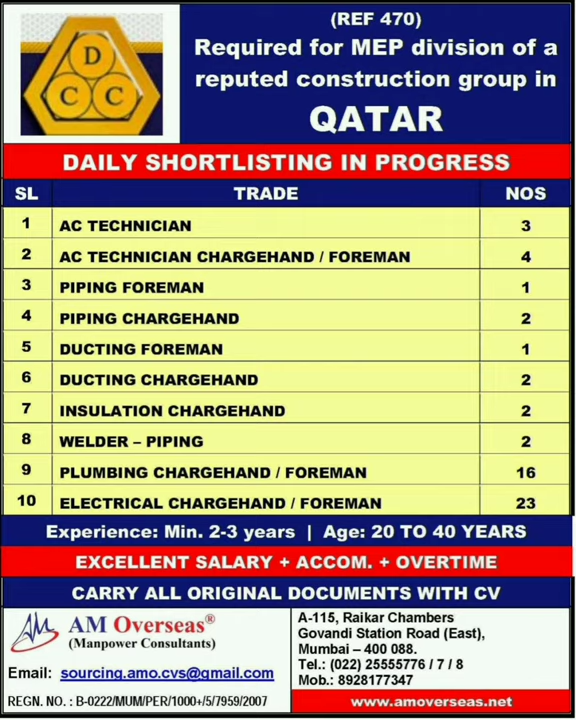 D
C C
(REF 470)
Required for MEP division of a
reputed construction group in
QATAR
DAILY SHORTLISTING IN PROGRESS
SL TRADE NOS
1 AC TECHNICIAN 3
2 AC TECHNICIAN CHARGEHAND / FOREMAN 4
3 PIPING FOREMAN 1
4 PIPING CHARGEHAND 2
5 DUCTING FOREMAN 1
6 DUCTING CHARGEHAND 2
7 INSULATION CHARGEHAND 2
8 WELDER – PIPING 2
9 PLUMBING CHARGEHAND / FOREMAN 16
10 ELECTRICAL CHARGEHAND / FOREMAN 23
Experience: Min. 2-3 years | Age: 20 TO 40 YEARS
EXCELLENT SALARY + ACCOM. + OVERTIME
CARRY ALL ORIGINAL DOCUMENTS WITH CV
AM Overseas®
(Manpower Consultants)
Email: sourcing.amo.cvs@gmail.com
REGN. NO. : B-0222/MUM/PER/1000+/5/7959/2007
A-115, Raikar Chambers
Govandi Station Road (East),
Mumbai – 400 088.
Tel.: (022) 25555776 / 7 / 8
Mob.: 8928177347
www.amoverseas.net